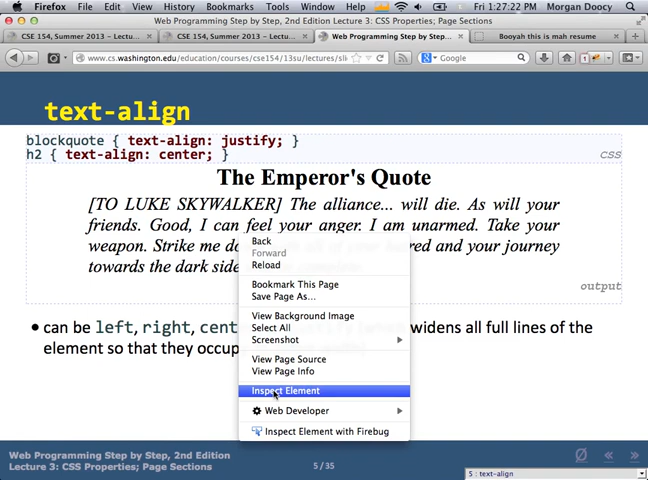 Firefox File Edit View History Bookmarks Tools Window Help 1:27:22 PM Morgan Doocy
Web Programming Step by Step, 2nd Edition Lecture 3: CSS Properties; Page Sections
CSE 154, Summer 2013 – Lectures CSE 154, Summer 2013 – Lectures Web Programming Step by Step,... Booyah this is mah resume
www.cs.washington.edu/education/courses/cse154/13su/lectures/slid Google
text-align
blockquote { text-align: justify; }
h2 { text-align: center; }
CSS
The Emperor's Quote
[TO LUKE SKYWALKER] The alliance... will die. As will your
friends. Good, I can feel your anger. I am unarmed. Take your
weapon. Strike me red and your journey
towards the dark side
output
Back
Forward
Reload
Bookmark This Page
Save Page As...
View Background Image
Select All
Screenshot
View Page Source
View Page Info
Inspect Element
Web Developer
Inspect Element with Firebug
• can be left, right, cent widens all full lines of the
element so that they occup
Web Programming Step by Step, 2nd Edition
Lecture 3: CSS Properties; Page Sections
5 / 35
Ø « »
5 : text-align